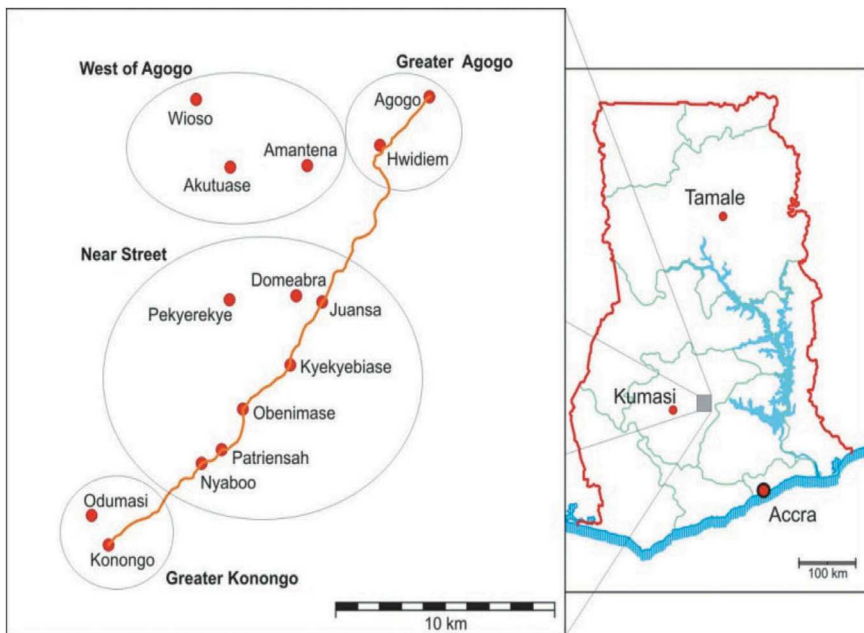 Greater Agogo
West of Agogo
Agogo
Wioso
Amantena
Hwidiem
Akutuase
Near Street
Domeabra
Pekyerekye
Juansa
Kyekyebiase
Obenimase
Patriensah
Nyaboo
Odumasi
Konongo
Greater Konongo
10 km
Tamale
Kumasi
Accra
100 km